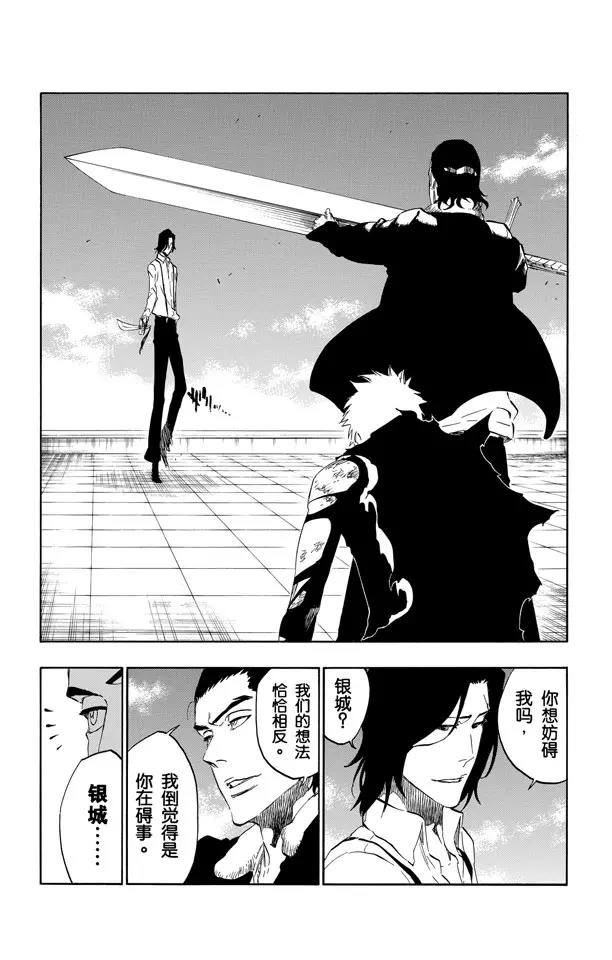 你想妨碍
我吗，
银城？
我们的想法
恰恰相反。
我倒觉得是
你在碍事。
银城……